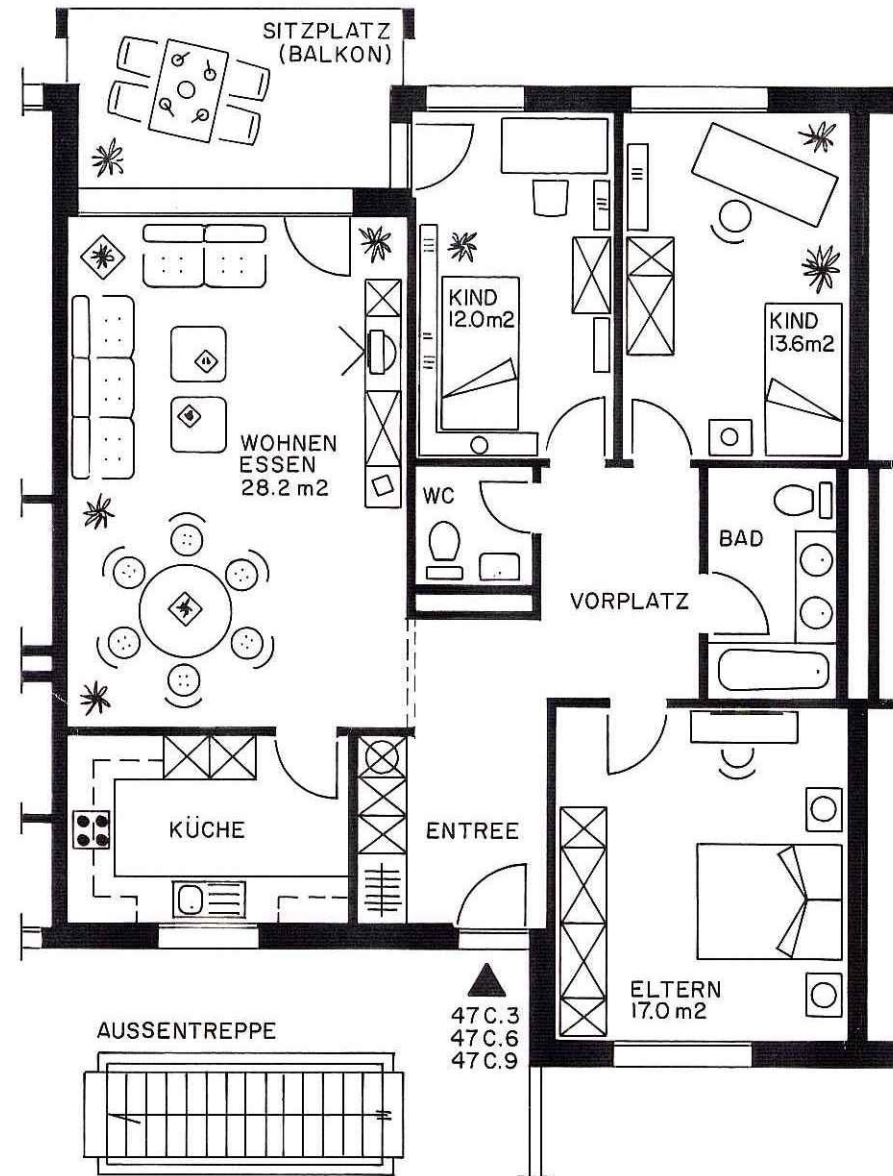 SITZPLATZ
(BALKON)
KIND
12.0m2
KIND
13.6m2
WOHNEN
ESSEN
28.2 m2
WC
BAD
VORPLATZ
KÜCHE
ENTREE
ELTERN
17.0 m2
47C.3
47C.6
47C.9
AUSSENTREPPE